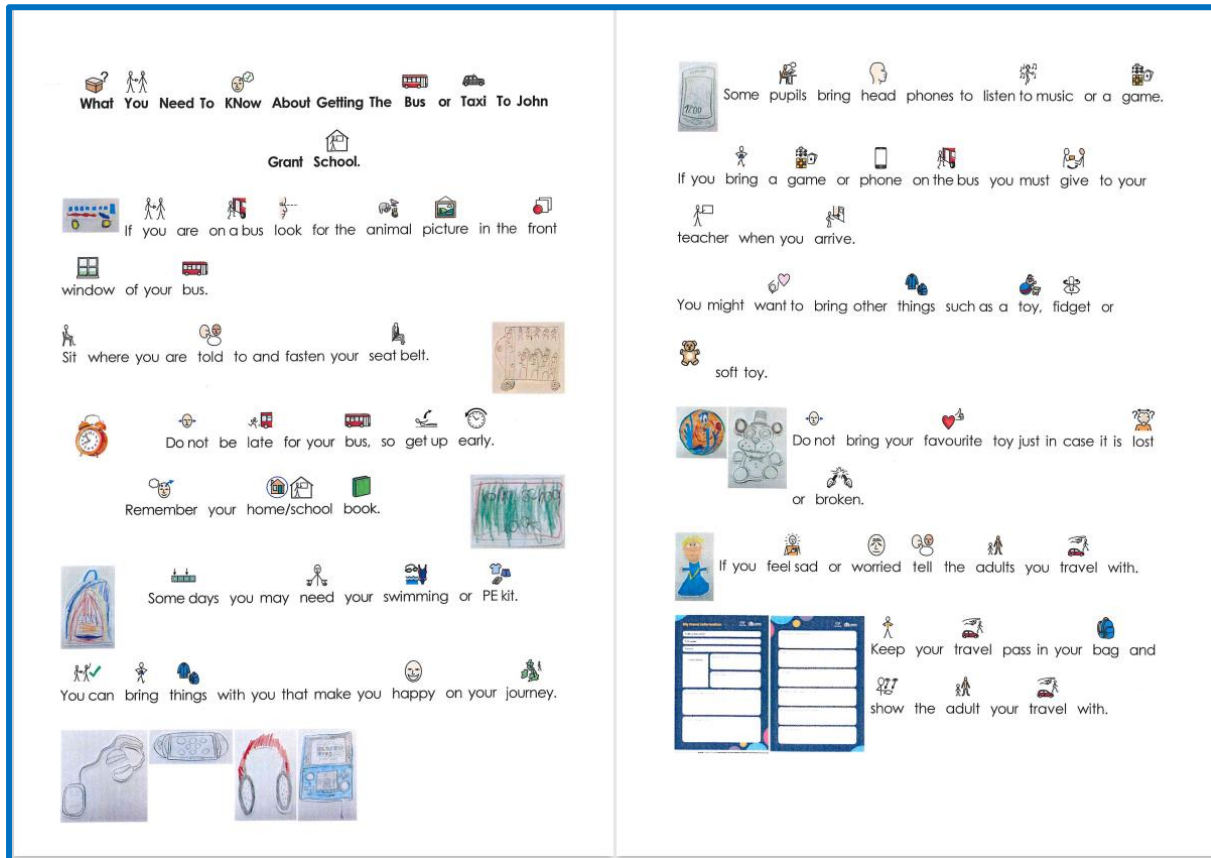 What You Need To KNow About Getting The Bus or Taxi To John
Grant School.
If you are on a bus look for the animal picture in the front
window of your bus.
Sit where you are told to and fasten your seat belt.
Do not be late for your bus, so get up early.
Remember your home/school book.
Some days you may need your swimming or PE kit.
You can bring things with you that make you happy on your journey.
Some pupils bring head phones to listen to music or a game.
If you bring a game or phone on the bus you must give to your
teacher when you arrive.
You might want to bring other things such as a toy, fidget or
soft toy.
Do not bring your favourite toy just in case it is lost
or broken.
If you feel sad or worried tell the adults you travel with.
My travel information
Keep your travel pass in your bag and
show the adult your travel with.